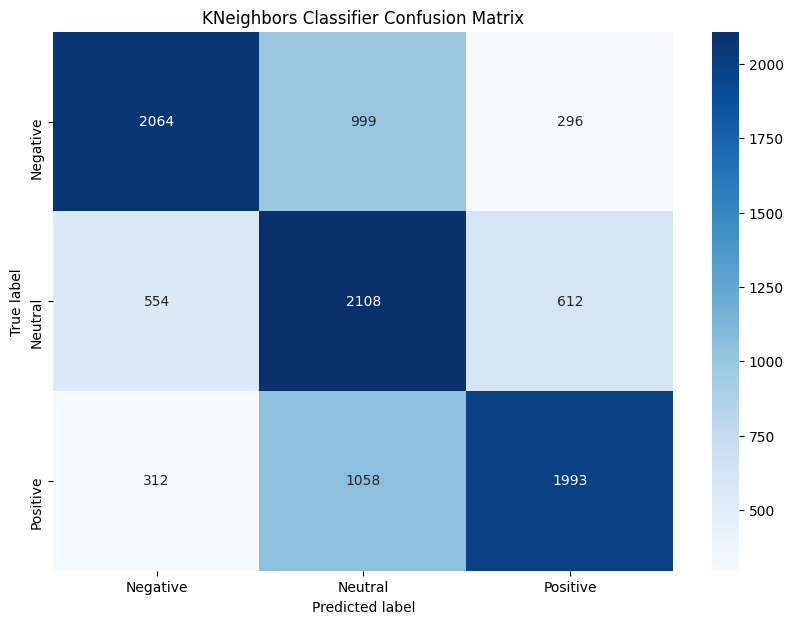 KNeighbors Classifier Confusion Matrix
True label
Negative
Neutral
Positive
2064 999 296
554 2108 612
312 1058 1993
Negative Neutral Positive
Predicted label
2000
1750
1500
1250
1000
750
500